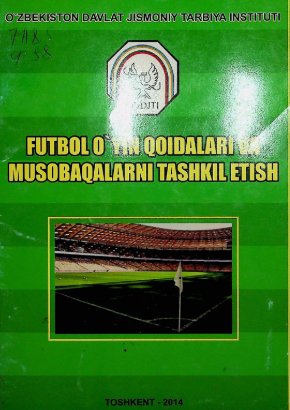 O'ZBEKISTON DAVLAT JISMONIY TARBIYA INSTITUTI
FUTBOL O'YIN QOIDALARI VA
MUSOBAQALARNI TASHKIL ETISH
TOSHKENT - 2014